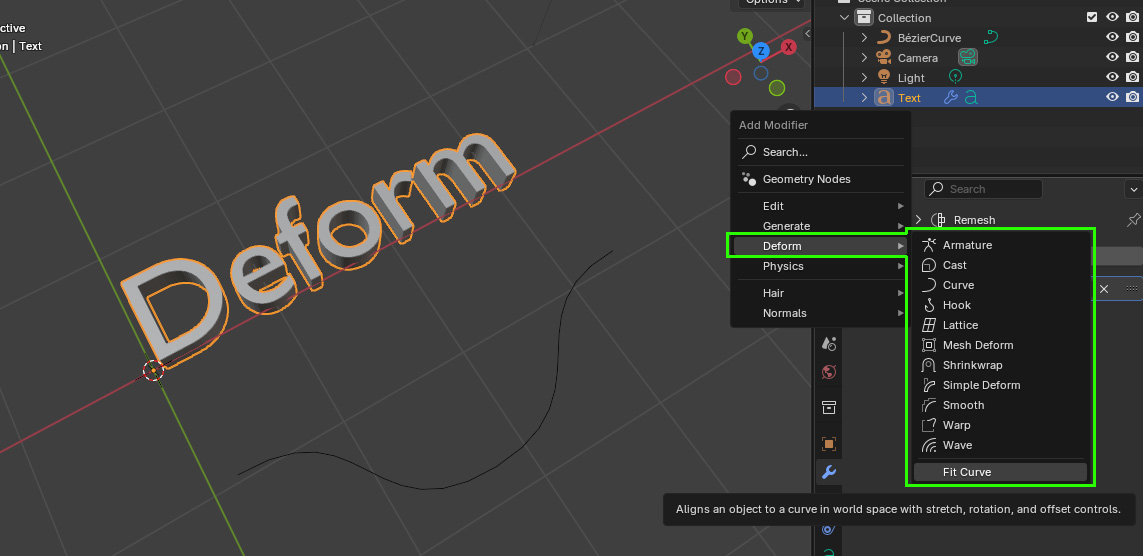 Options
Scene Collection
ctive
on | Text
Collection
BézierCurve
Camera
Light
Text
Y
Z
X
Deform
Add Modifier
Search...
Geometry Nodes
Edit
Generate
Deform
Physics
Hair
Normals
Search
Remesh
Armature
Cast
Curve
Hook
Lattice
Mesh Deform
Shrinkwrap
Simple Deform
Smooth
Warp
Wave
Fit Curve
Aligns an object to a curve in world space with stretch, rotation, and offset controls.